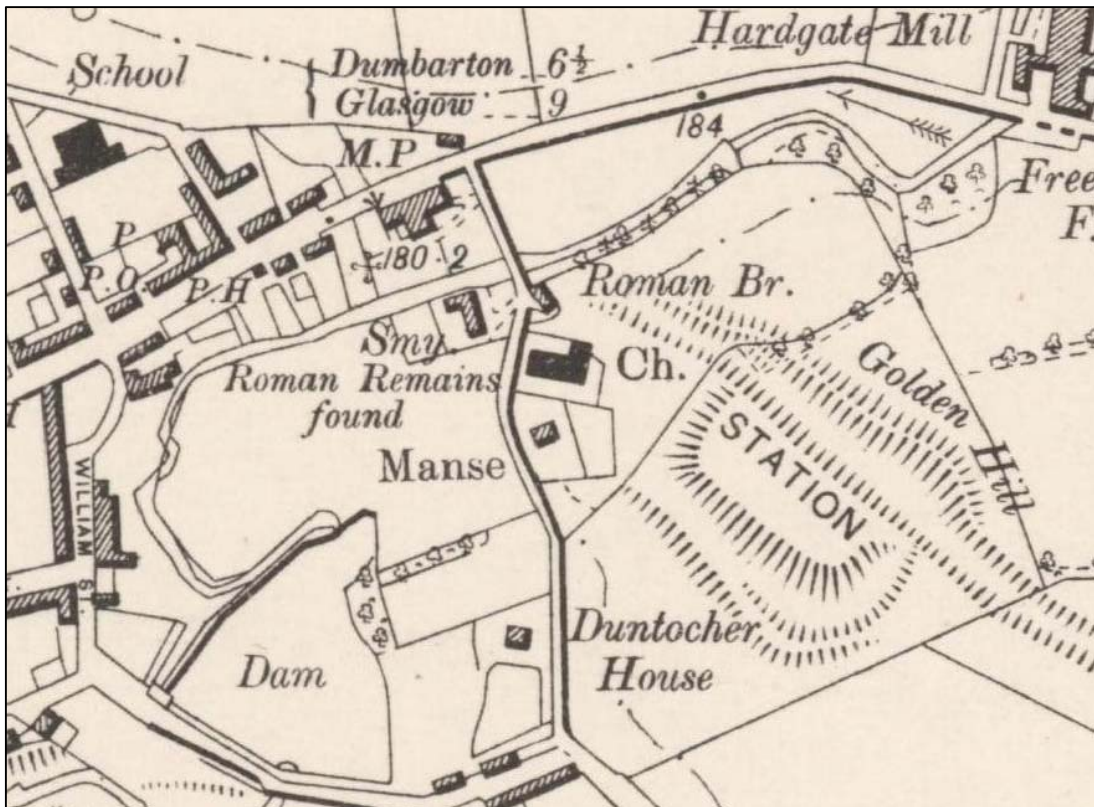 Hardgate Mill
School
Dumbarton 6½
Glasgow 9
184
M.P
Free
F.
P
180·2
P.O.
P.H
Roman Br.
Smy.
Ch.
Golden Hill
Roman Remains
found
STATION
Manse
WILLIAM St.
Duntocher
House
Dam